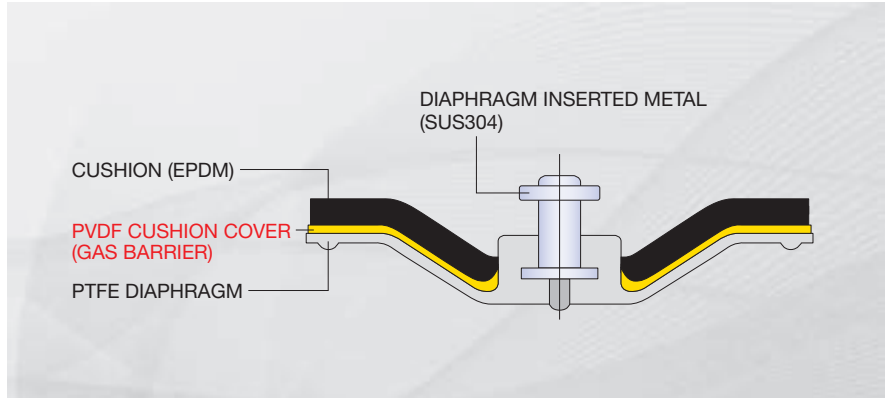 DIAPHRAGM INSERTED METAL
(SUS304)
CUSHION (EPDM)
PVDF CUSHION COVER
(GAS BARRIER)
PTFE DIAPHRAGM